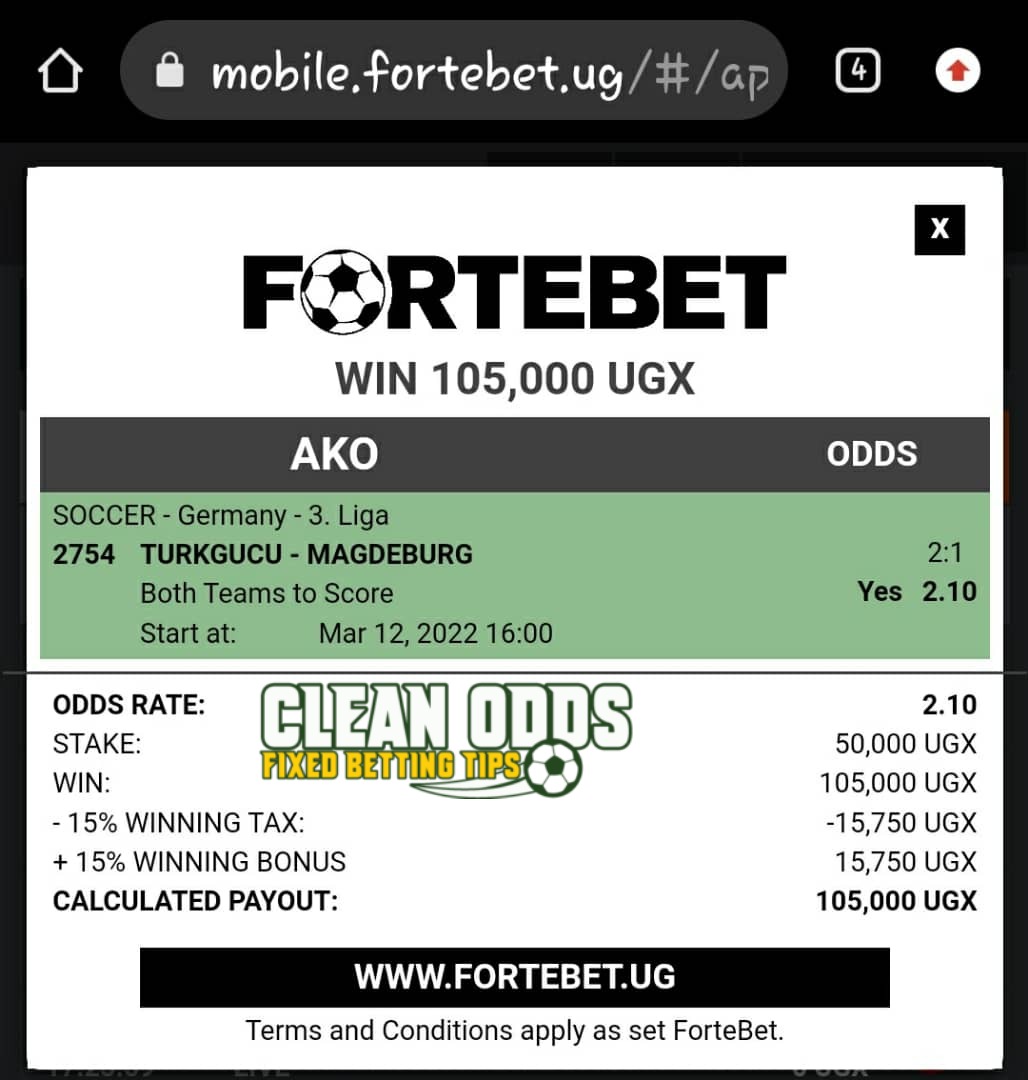 mobile.fortebet.ug/#/ap
4
X
FORTEBET
WIN 105,000 UGX
AKO ODDS
SOCCER - Germany - 3. Liga
2754 TURKGUCU - MAGDEBURG 2:1
Both Teams to Score Yes 2.10
Start at: Mar 12, 2022 16:00
ODDS RATE: 2.10
CLEAN ODDS
STAKE: 50,000 UGX
FIXED BETTING TIPS
WIN: 105,000 UGX
- 15% WINNING TAX: -15,750 UGX
+ 15% WINNING BONUS 15,750 UGX
CALCULATED PAYOUT: 105,000 UGX
WWW.FORTEBET.UG
Terms and Conditions apply as set ForteBet.